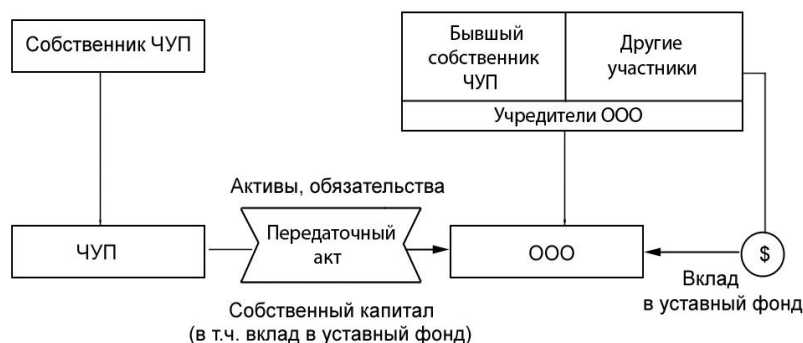 Собственник ЧУП
Бывшый
собственник
ЧУП
Другие
участники
Учредители ООО
Активы, обязательства
ЧУП
Передаточный
акт
ООО
$
Вклад
в уставный фонд
Собственный капитал
(в т.ч. вклад в уставный фонд)